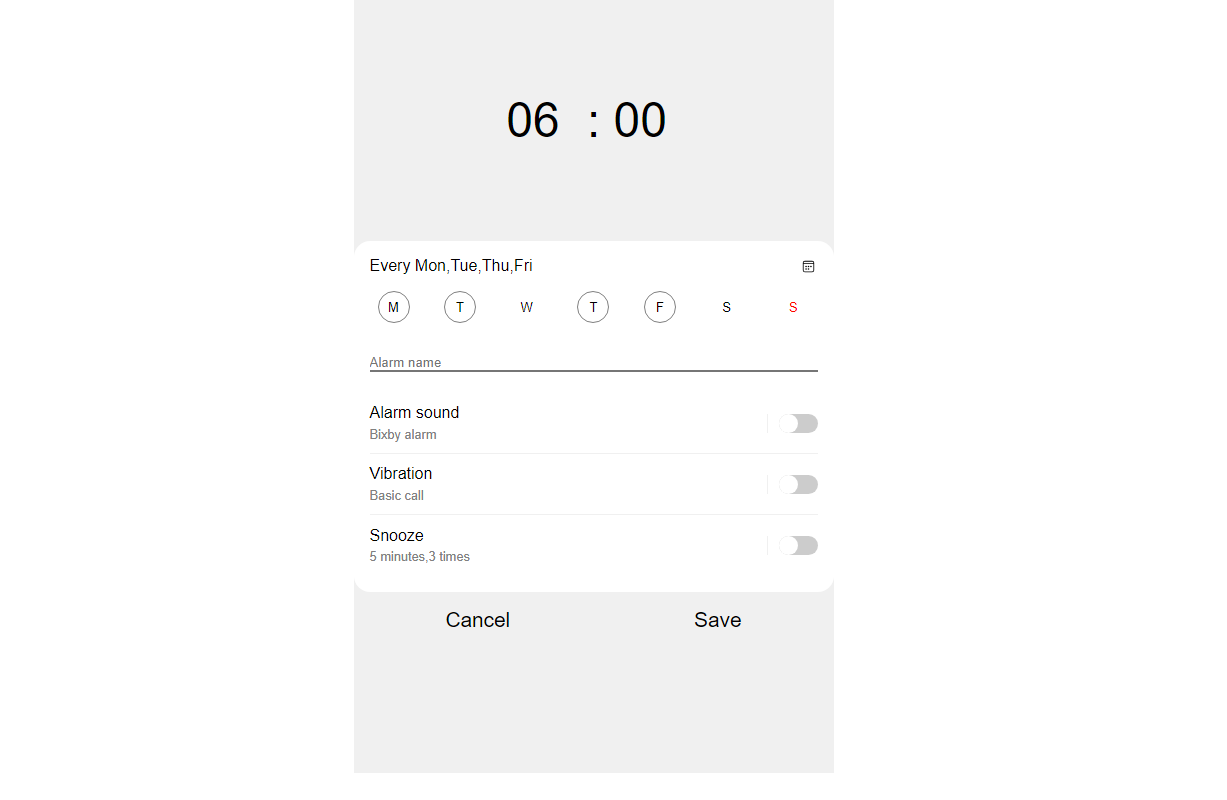 06 : 00
Every Mon,Tue,Thu,Fri
M T W T F S S
Alarm name
Alarm sound
Bixby alarm
Vibration
Basic call
Snooze
5 minutes,3 times
Cancel Save